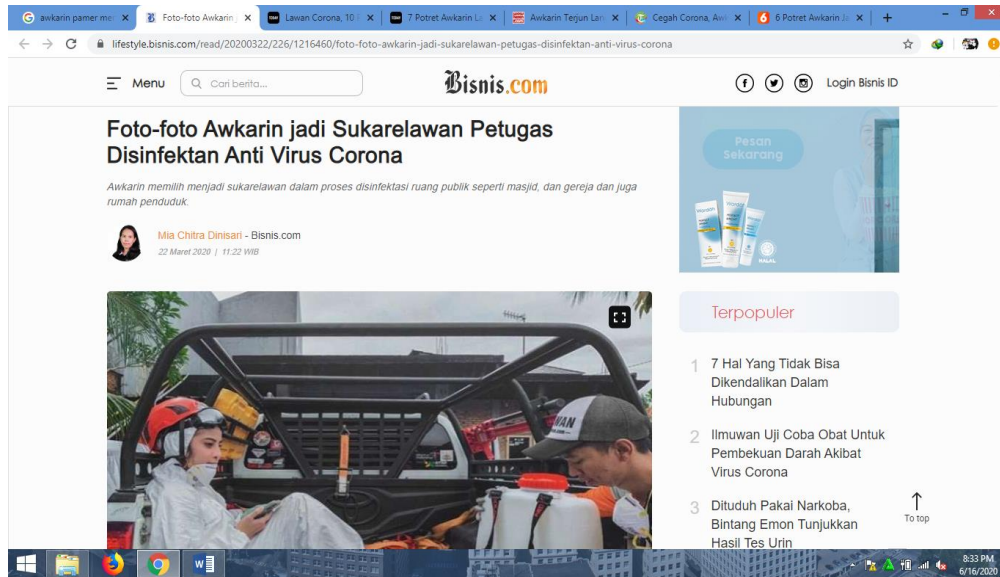 awkarin pamer me
Foto-foto Awkarin j
Lawan Corona, 10 F
7 Potret Awkarin La
Awkarin Terjun Lan
Cegah Corona, Aw
6 Potret Awkarin Ja
lifestyle.bisnis.com/read/20200322/226/1216460/foto-foto-awkarin-jadi-sukarelawan-petugas-disinfektan-anti-virus-corona
Menu
Cari berita...
Bisnis.com
Login Bisnis ID
Foto-foto Awkarin jadi Sukarelawan Petugas
Disinfektan Anti Virus Corona
Awkarin memilih menjadi sukarelawan dalam proses disinfektasi ruang publik seperti masjid, dan gereja dan juga
rumah penduduk.
Mia Chitra Dinisari - Bisnis.com
22 Maret 2020 | 11:22 WIB
Pesan
Sekarang
HALAL
Terpopuler
1 7 Hal Yang Tidak Bisa
Dikendalikan Dalam
Hubungan
2 Ilmuwan Uji Coba Obat Untuk
Pembekuan Darah Akibat
Virus Corona
3 Dituduh Pakai Narkoba,
Bintang Emon Tunjukkan
Hasil Tes Urin
To top
8:33 PM
6/16/2020